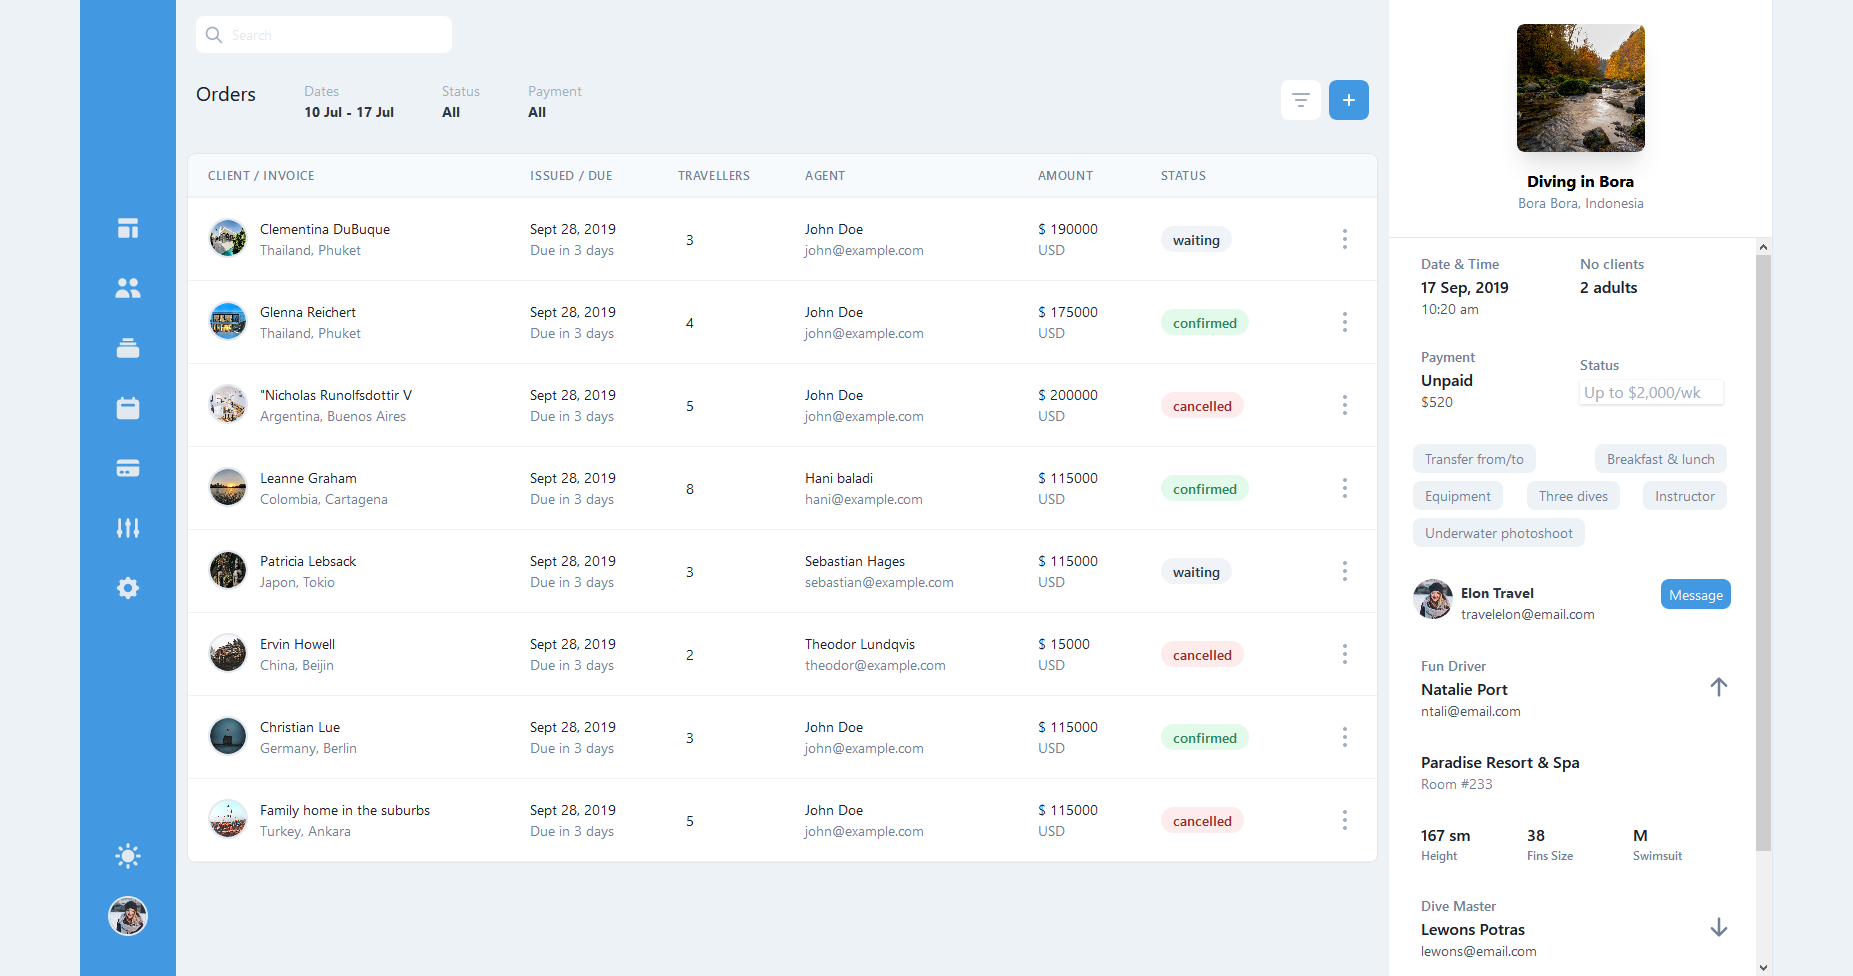 Search
Orders
Dates
10 Jul - 17 Jul
Status
All
Payment
All
CLIENT / INVOICE ISSUED / DUE TRAVELLERS AGENT AMOUNT STATUS
Clementina DuBuque Sept 28, 2019 3 John Doe $ 190000 waiting
Thailand, Phuket Due in 3 days john@example.com USD
Glenna Reichert Sept 28, 2019 4 John Doe $ 175000 confirmed
Thailand, Phuket Due in 3 days john@example.com USD
"Nicholas Runolfsdottir V Sept 28, 2019 5 John Doe $ 200000 cancelled
Argentina, Buenos Aires Due in 3 days john@example.com USD
Leanne Graham Sept 28, 2019 8 Hani baladi $ 115000 confirmed
Colombia, Cartagena Due in 3 days hani@example.com USD
Patricia Lebsack Sept 28, 2019 3 Sebastian Hages $ 115000 waiting
Japon, Tokio Due in 3 days sebastian@example.com USD
Ervin Howell Sept 28, 2019 2 Theodor Lundqvis $ 15000 cancelled
China, Beijin Due in 3 days theodor@example.com USD
Christian Lue Sept 28, 2019 3 John Doe $ 115000 confirmed
Germany, Berlin Due in 3 days john@example.com USD
Family home in the suburbs Sept 28, 2019 5 John Doe $ 115000 cancelled
Turkey, Ankara Due in 3 days john@example.com USD
Diving in Bora
Bora Bora, Indonesia
Date & Time
17 Sep, 2019
10:20 am
No clients
2 adults
Payment
Unpaid
$520
Status
Up to $2,000/wk
Transfer from/to Breakfast & lunch
Equipment Three dives Instructor
Underwater photoshoot
Elon Travel
travelelon@email.com
Message
Fun Driver
Natalie Port
ntali@email.com
Paradise Resort & Spa
Room #233
167 sm 38 M
Height Fins Size Swimsuit
Dive Master
Lewons Potras
lewons@email.com